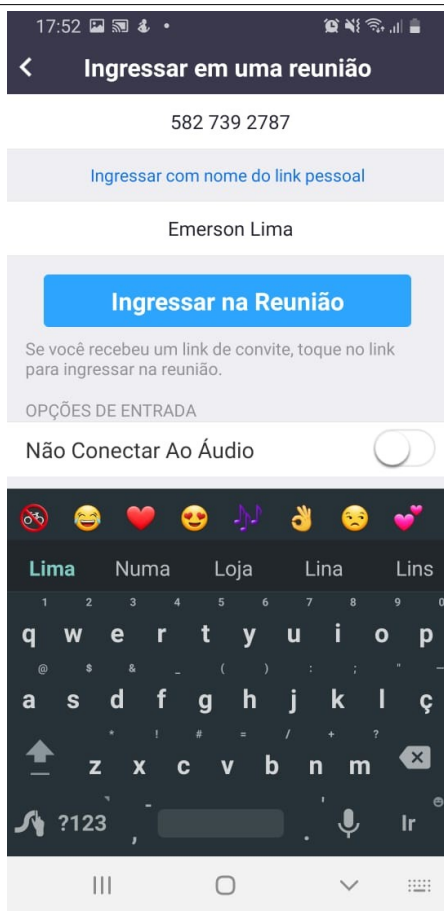 17:52
Ingressar em uma reunião
582 739 2787
Ingressar com nome do link pessoal
Emerson Lima
Ingressar na Reunião
Se você recebeu um link de convite, toque no link
para ingressar na reunião.
OPÇÕES DE ENTRADA
Não Conectar Ao Áudio
Lima Numa Loja Lina Lins
1 2 3 4 5 6 7 8 9 0
q w e r t y u i o p
@ $ & _ ( ) : ; " —
a s d f g h j k l ç
* ! # = / + ?
z x c v b n m
?123 , - . ' Ir